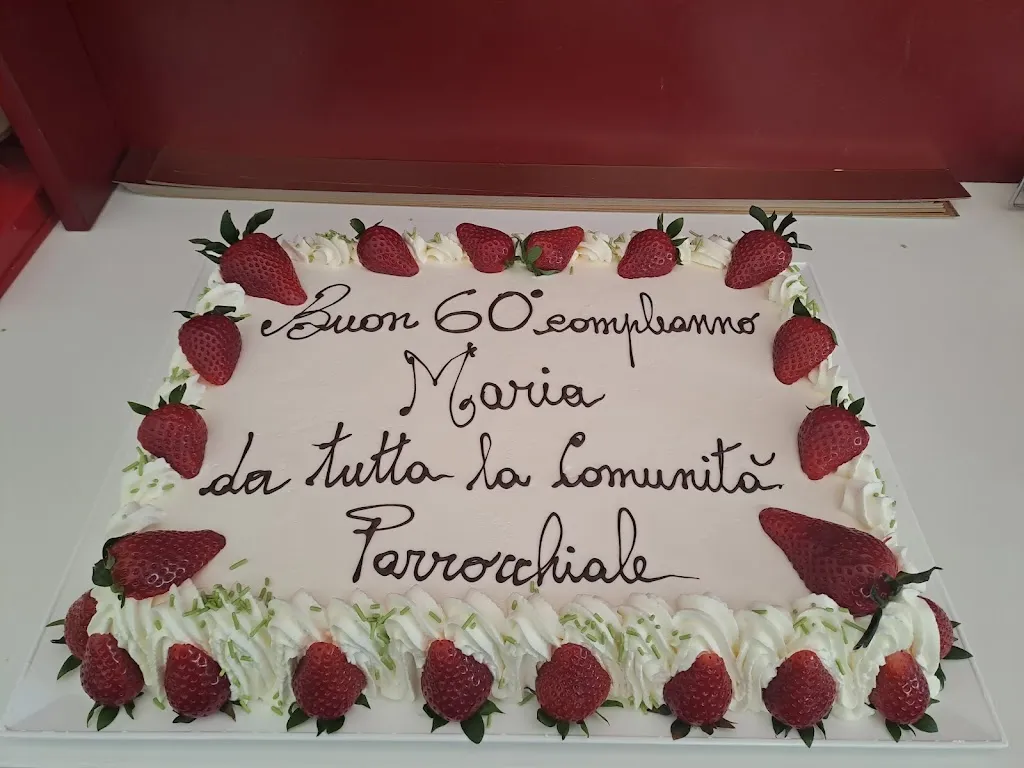 Buon 60° compleanno
Maria
da tutta la Comunità
Parrocchiale